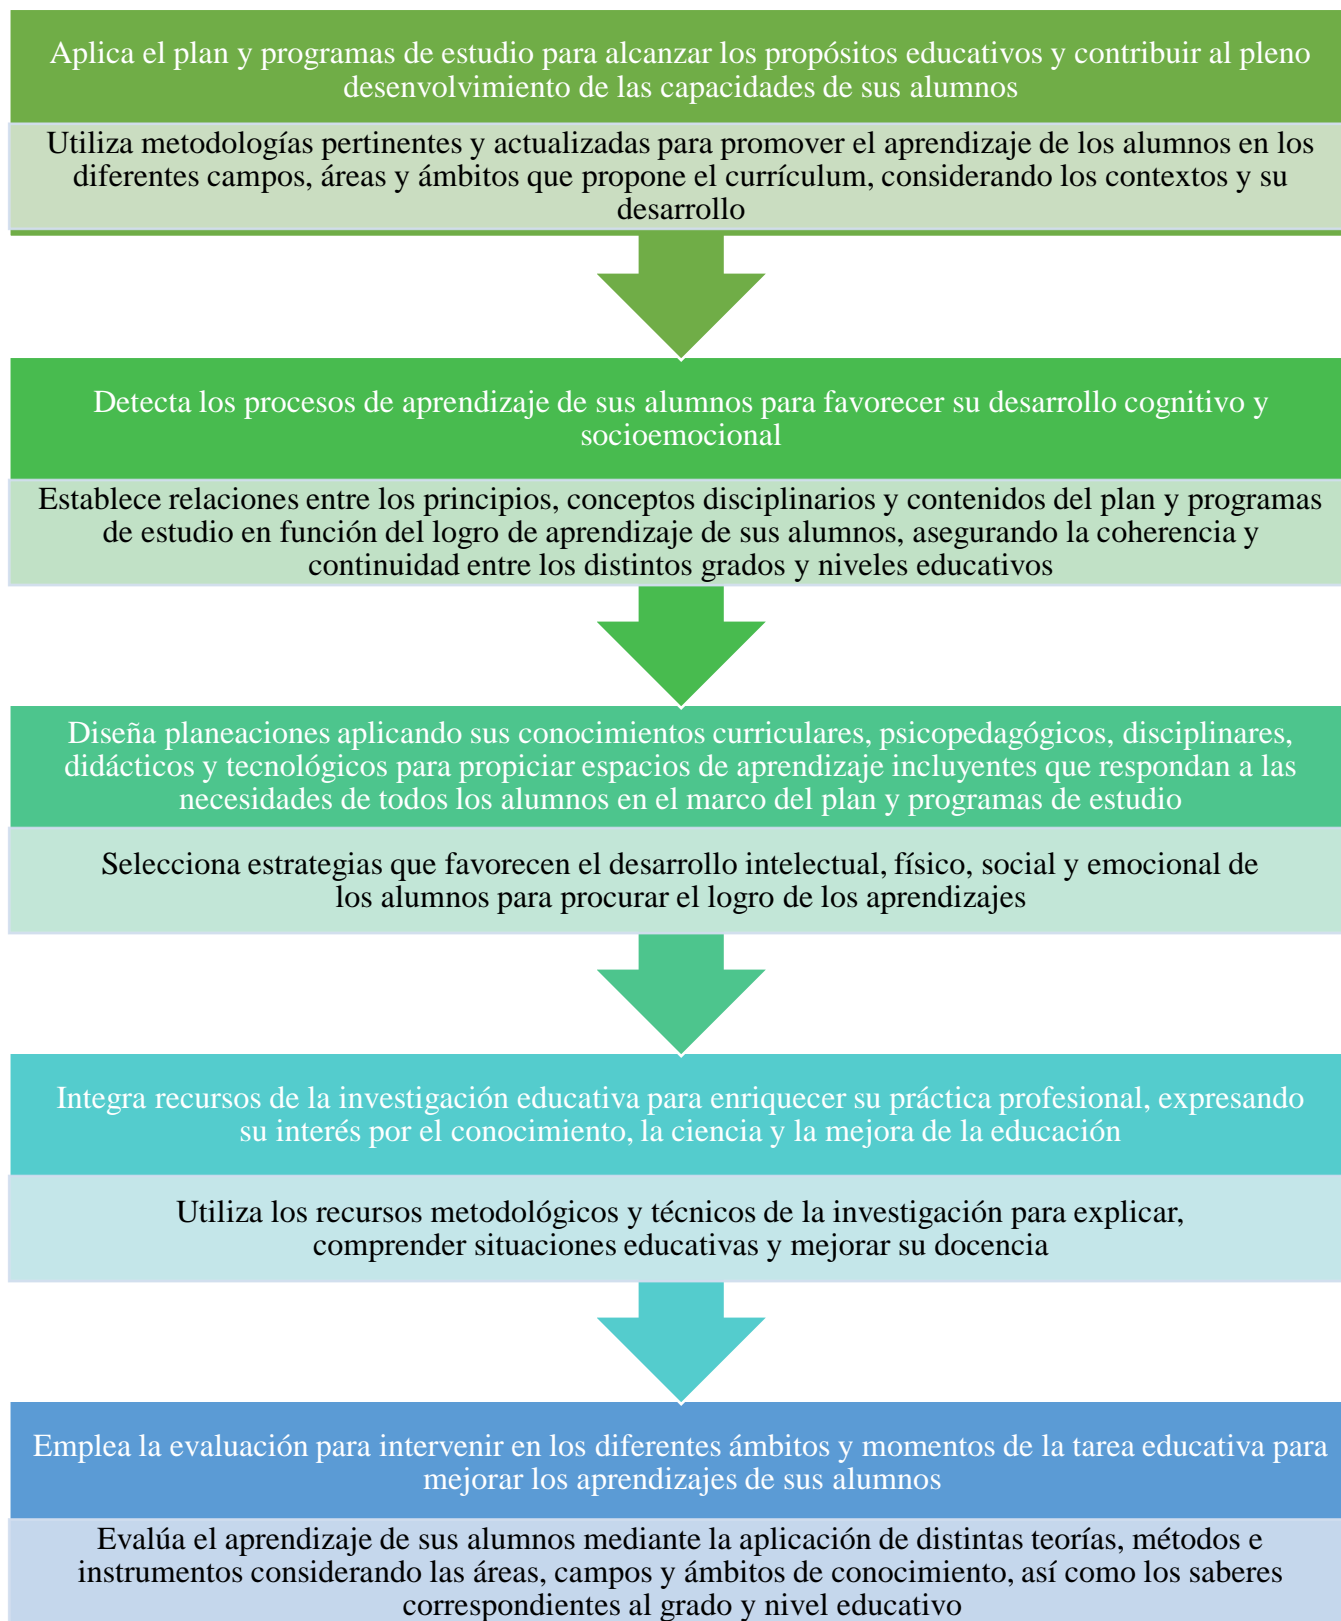 Aplica el plan y programas de estudio para alcanzar los propósitos educativos y contribuir al pleno
desenvolvimiento de las capacidades de sus alumnos
Utiliza metodologías pertinentes y actualizadas para promover el aprendizaje de los alumnos en los
diferentes campos, áreas y ámbitos que propone el currículum, considerando los contextos y su
desarrollo
Detecta los procesos de aprendizaje de sus alumnos para favorecer su desarrollo cognitivo y
socioemocional
Establece relaciones entre los principios, conceptos disciplinarios y contenidos del plan y programas
de estudio en función del logro de aprendizaje de sus alumnos, asegurando la coherencia y
continuidad entre los distintos grados y niveles educativos
Diseña planeaciones aplicando sus conocimientos curriculares, psicopedagógicos, disciplinares,
didácticos y tecnológicos para propiciar espacios de aprendizaje incluyentes que respondan a las
necesidades de todos los alumnos en el marco del plan y programas de estudio
Selecciona estrategias que favorecen el desarrollo intelectual, físico, social y emocional de
los alumnos para procurar el logro de los aprendizajes
Integra recursos de la investigación educativa para enriquecer su práctica profesional, expresando
su interés por el conocimiento, la ciencia y la mejora de la educación
Utiliza los recursos metodológicos y técnicos de la investigación para explicar,
comprender situaciones educativas y mejorar su docencia
Emplea la evaluación para intervenir en los diferentes ámbitos y momentos de la tarea educativa para
mejorar los aprendizajes de sus alumnos
Evalúa el aprendizaje de sus alumnos mediante la aplicación de distintas teorías, métodos e
instrumentos considerando las áreas, campos y ámbitos de conocimiento, así como los saberes
correspondientes al grado y nivel educativo